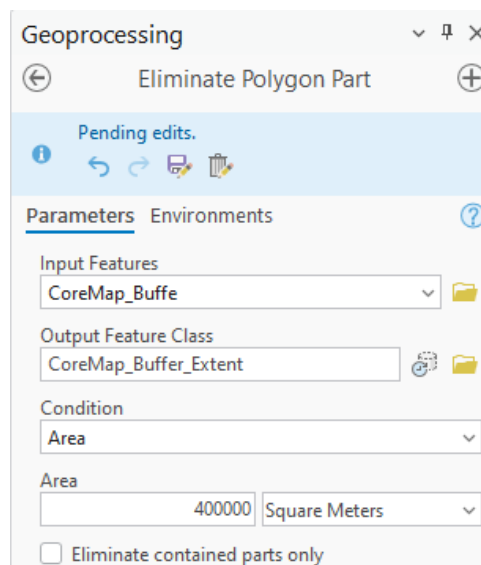 Geoprocessing
Eliminate Polygon Part
Pending edits.
Parameters Environments
Input Features
CoreMap_Buffe
Output Feature Class
CoreMap_Buffer_Extent
Condition
Area
Area
400000 Square Meters
Eliminate contained parts only